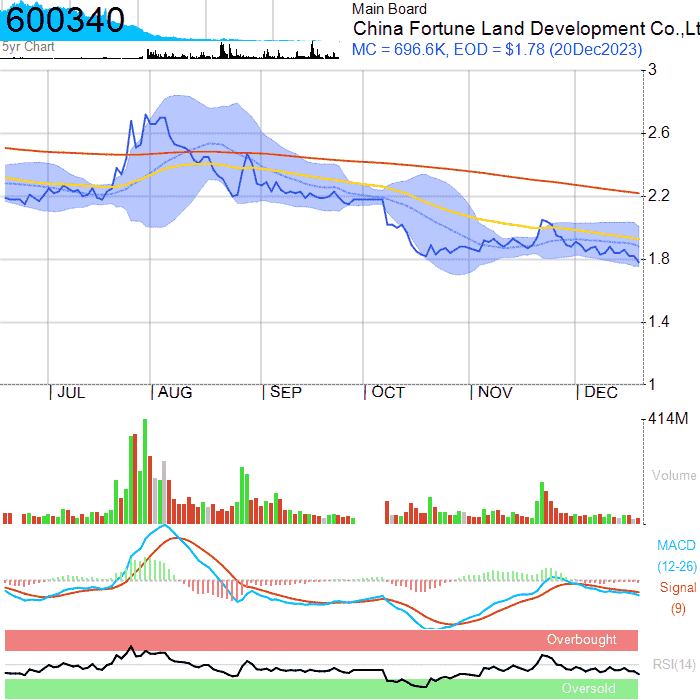 600340
5yr Chart
Main Board
China Fortune Land Development Co.,Lt
MC = 696.6K, EOD = $1.78 (20Dec2023)
3
2.6
2.2
1.8
1.4
1
JUL AUG SEP OCT NOV DEC
414M
Volume
MACD
(12-26)
Signal
(9)
Overbought
RSI(14)
Oversold